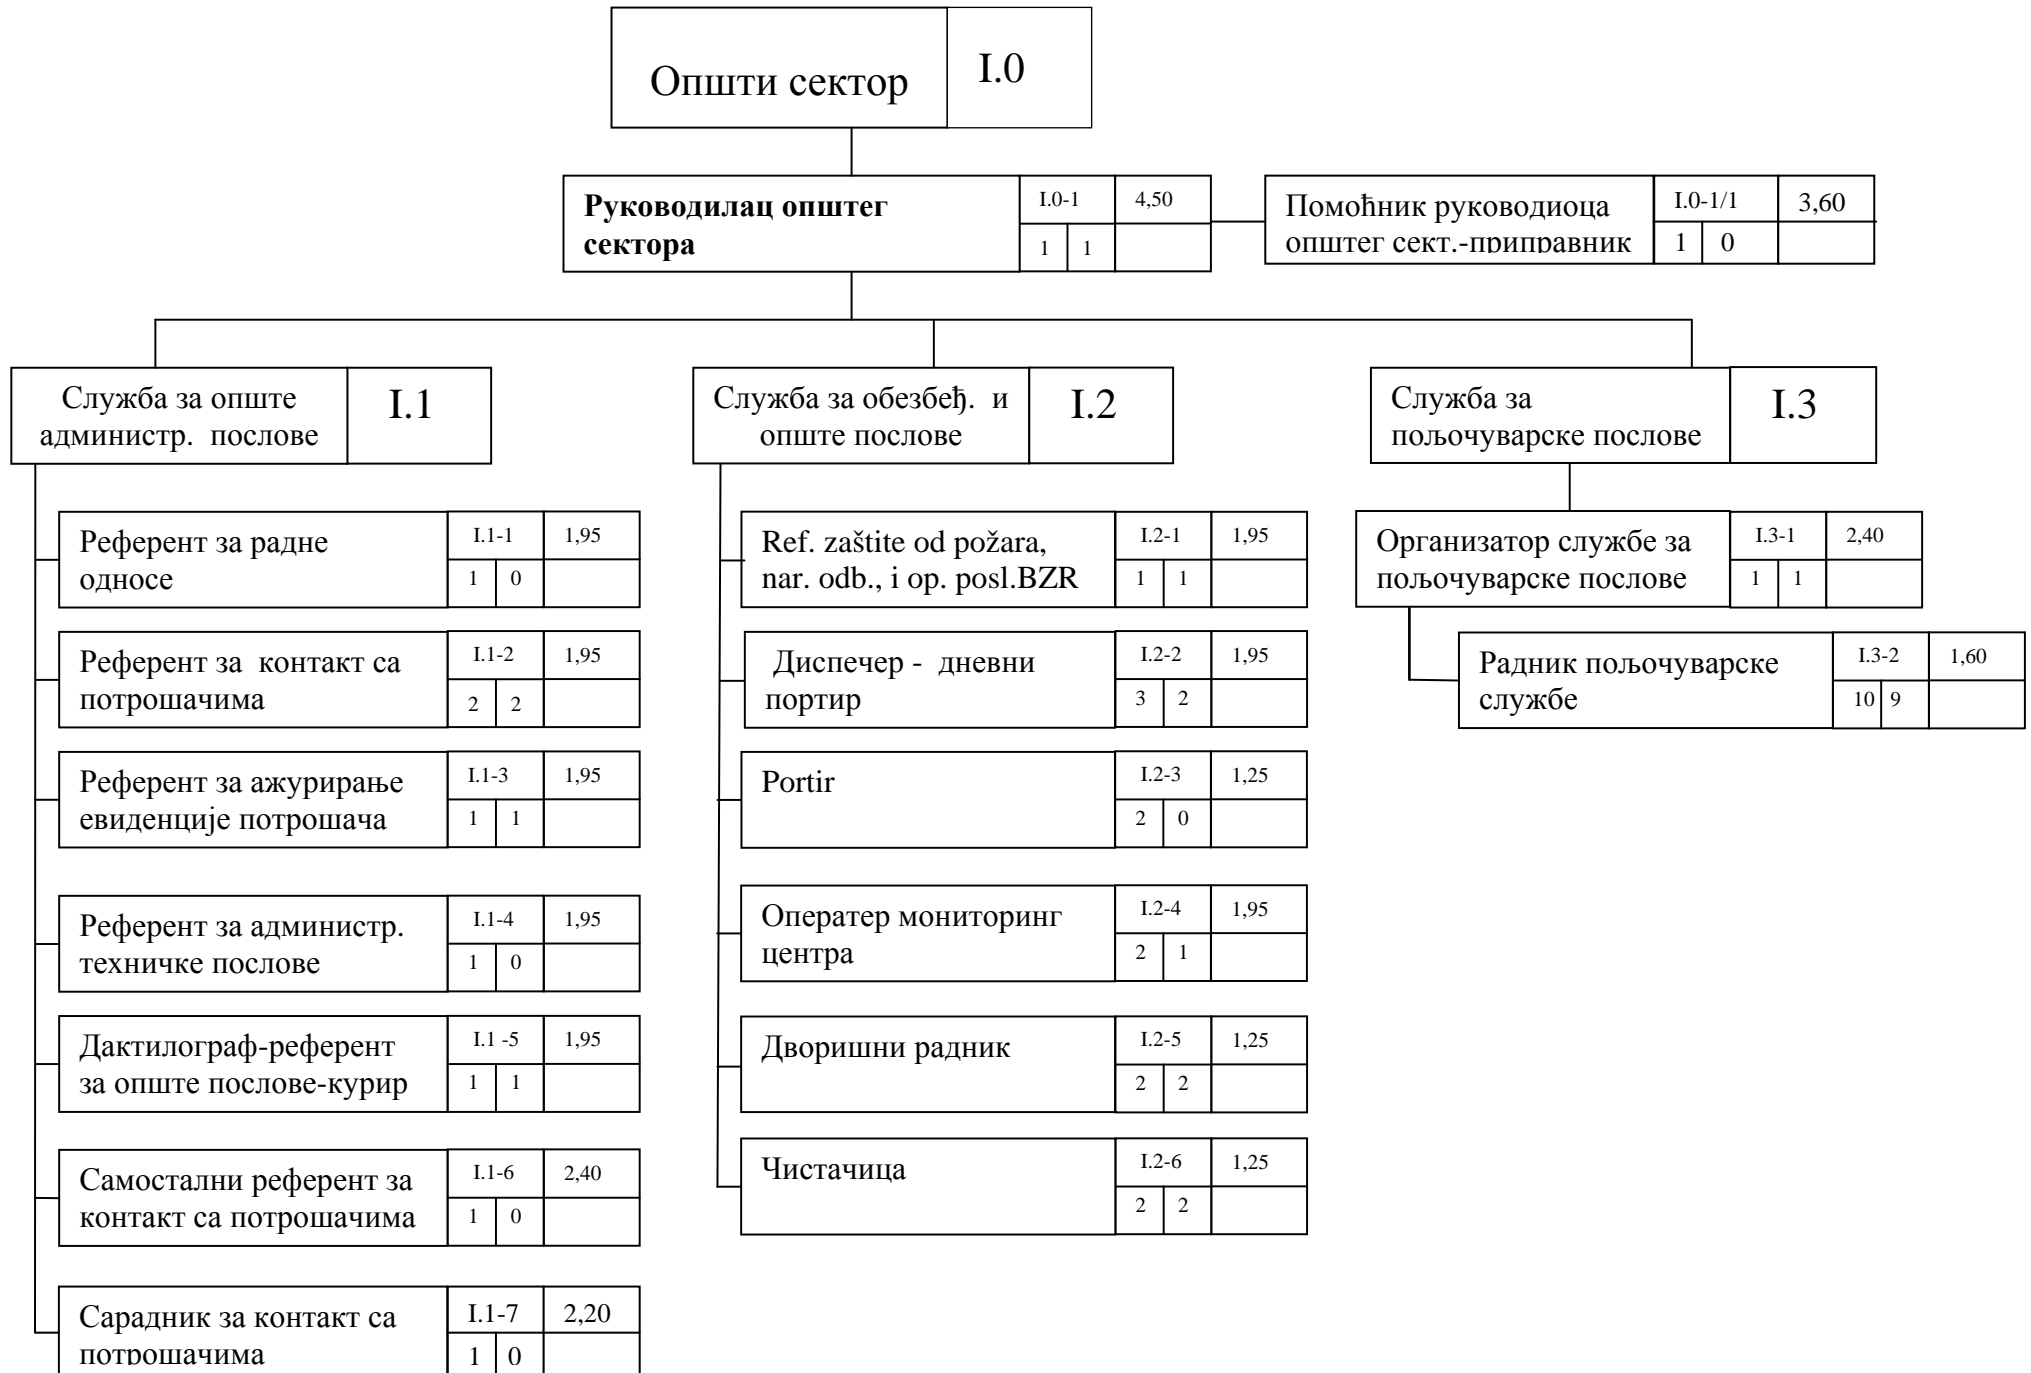 Општи сектор
I.0
Руководилац општег
сектора
I.0-1
4,50
1
1
Помоћник руководиоца
општег сект.-приправник
I.0-1/1
3,60
1
0
Служба за опште
администр. послове
I.1
Референт за радне
односе
I.1-1
1,95
1
0
Референт за контакт са
потрошачима
I.1-2
1,95
2
2
Референт за ажурирање
евиденције потрошача
I.1-3
1,95
1
1
Референт за администр.
техничке послове
I.1-4
1,95
1
0
Дактилограф-референт
за опште послове-курир
I.1 -5
1,95
1
1
Самостални референт за
контакт са потрошачима
I.1-6
2,40
1
0
Сарадник за контакт са
потрошачима
I.1-7
2,20
1
0
Служба за обезбеђ. и
опште послове
I.2
Ref. zaštite od požara,
nar. odb., i op. posl.BZR
I.2-1
1,95
1
1
Диспечер - дневни
портир
I.2-2
1,95
3
2
Portir
I.2-3
1,25
2
0
Оператер мониторинг
центра
I.2-4
1,95
2
1
Дворишни радник
I.2-5
1,25
2
2
Чистачица
I.2-6
1,25
2
2
Служба за
пољочуварске послове
I.3
Организатор службе за
пољочуварске послове
I.3-1
2,40
1
1
Радник пољочуварске
службе
I.3-2
1,60
10
9